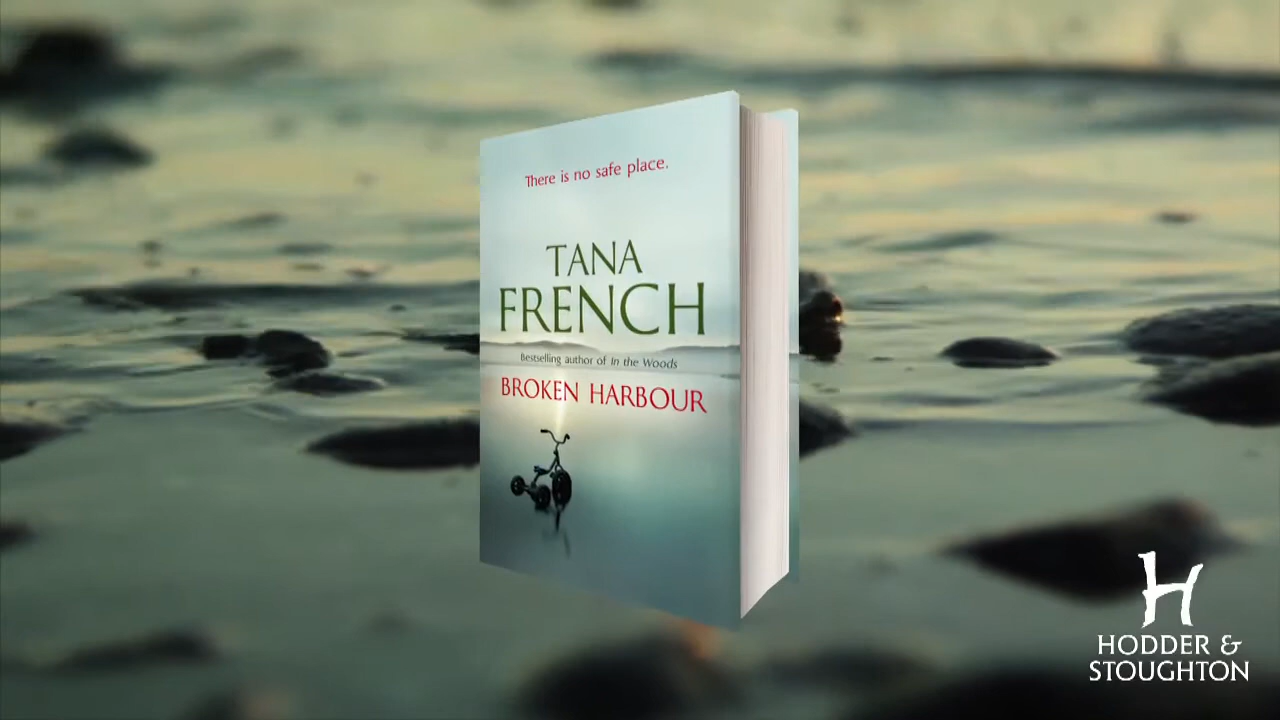 There is no safe place.
TANA
FRENCH
Bestselling author of In the Woods
BROKEN HARBOUR
H
HODDER &
STOUGHTON